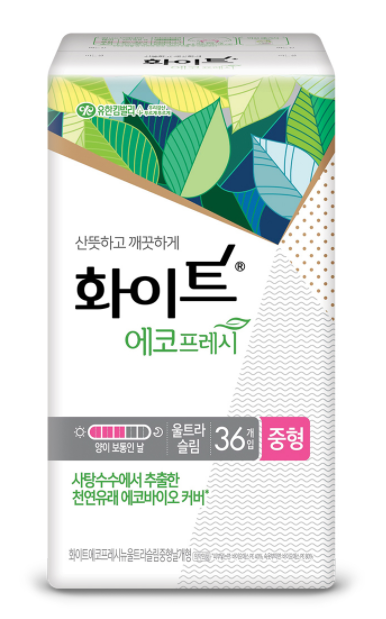 유한킴벌리
산뜻하고 깨끗하게
화이트®
에코프레시
양이 보통인 날
울트라
슬림
36개입
중형
사탕수수에서 추출한
천연유래 에코바이오 커버*
화이트에코프레시뉴울트라슬림중형날개형